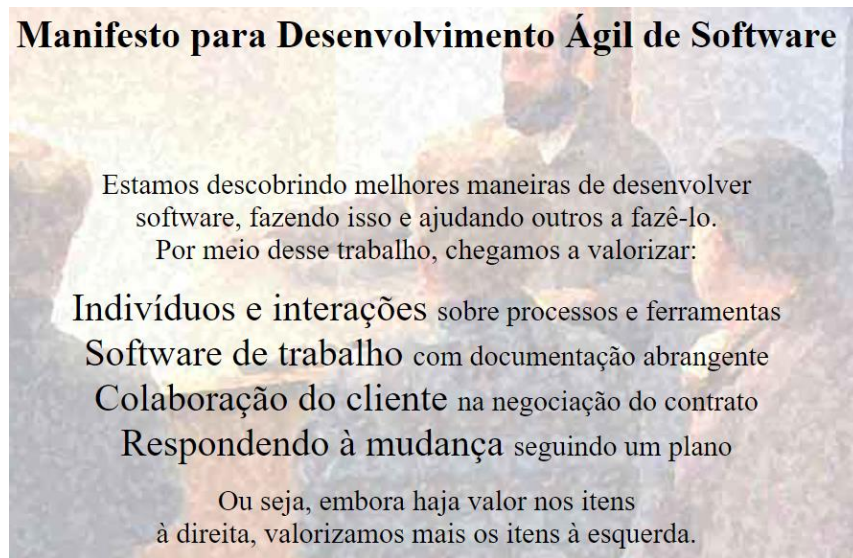 Manifesto para Desenvolvimento Ágil de Software
Estamos descobrindo melhores maneiras de desenvolver
software, fazendo isso e ajudando outros a fazê-lo.
Por meio desse trabalho, chegamos a valorizar:
Indivíduos e interações sobre processos e ferramentas
Software de trabalho com documentação abrangente
Colaboração do cliente na negociação do contrato
Respondendo à mudança seguindo um plano
Ou seja, embora haja valor nos itens
à direita, valorizamos mais os itens à esquerda.